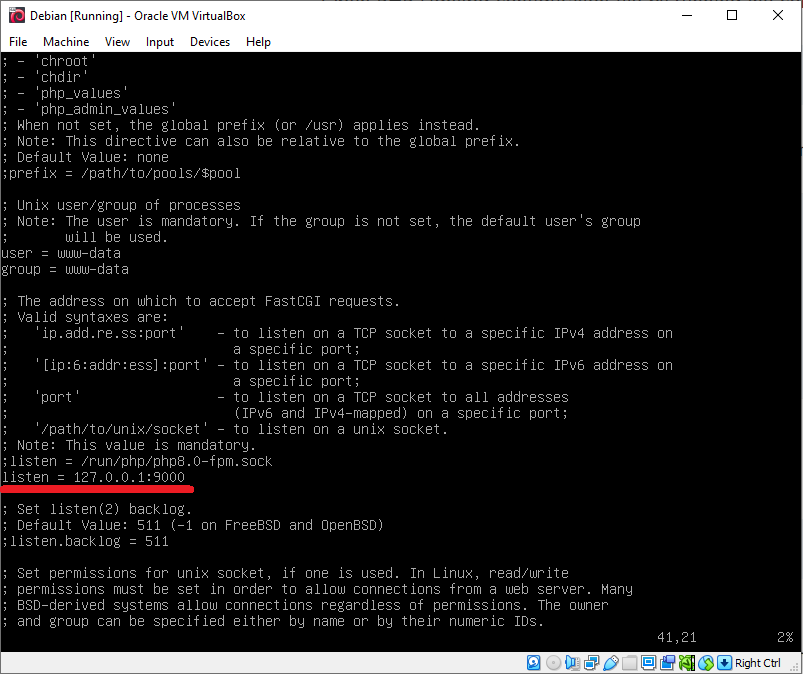 Debian [Running] - Oracle VM VirtualBox
File Machine View Input Devices Help
; - 'chroot'
; - 'chdir'
; - 'php_values'
; - 'php_admin_values'
; When not set, the global prefix (or /usr) applies instead.
; Note: This directive can also be relative to the global prefix.
; Default Value: none
;prefix = /path/to/pools/$pool
; Unix user/group of processes
; Note: The user is mandatory. If the group is not set, the default user's group
;       will be used.
user = www-data
group = www-data
; The address on which to accept FastCGI requests.
; Valid syntaxes are:
;   'ip.add.re.ss:port'    - to listen on a TCP socket to a specific IPv4 address on
;                            a specific port;
;   '[ip:6:addr:ess]:port' - to listen on a TCP socket to a specific IPv6 address on
;                            a specific port;
;   'port'                 - to listen on a TCP socket to all addresses
;                            (IPv6 and IPv4-mapped) on a specific port;
;   '/path/to/unix/socket' - to listen on a unix socket.
; Note: This value is mandatory.
;listen = /run/php/php8.0-fpm.sock
listen = 127.0.0.1:9000
; Set listen(2) backlog.
; Default Value: 511 (-1 on FreeBSD and OpenBSD)
;listen.backlog = 511
; Set permissions for unix socket, if one is used. In Linux, read/write
; permissions must be set in order to allow connections from a web server. Many
; BSD-derived systems allow connections regardless of permissions. The owner
; and group can be specified either by name or by their numeric IDs.
41,21          2%
Right Ctrl